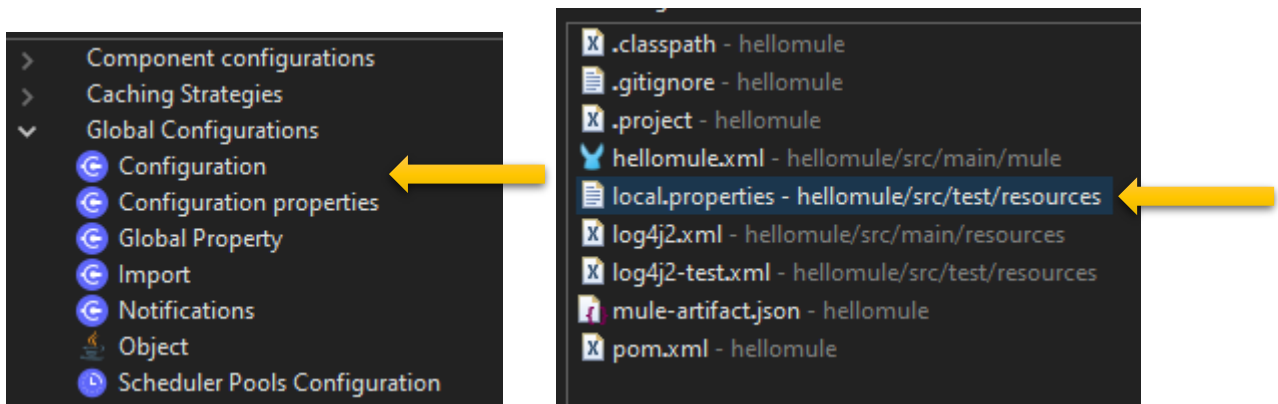 Component configurations
Caching Strategies
Global Configurations
Configuration
Configuration properties
Global Property
Import
Notifications
Object
Scheduler Pools Configuration
.classpath - hellomule
.gitignore - hellomule
.project - hellomule
hellomule.xml - hellomule/src/main/mule
local.properties - hellomule/src/test/resources
log4j2.xml - hellomule/src/main/resources
log4j2-test.xml - hellomule/src/test/resources
mule-artifact.json - hellomule
pom.xml - hellomule